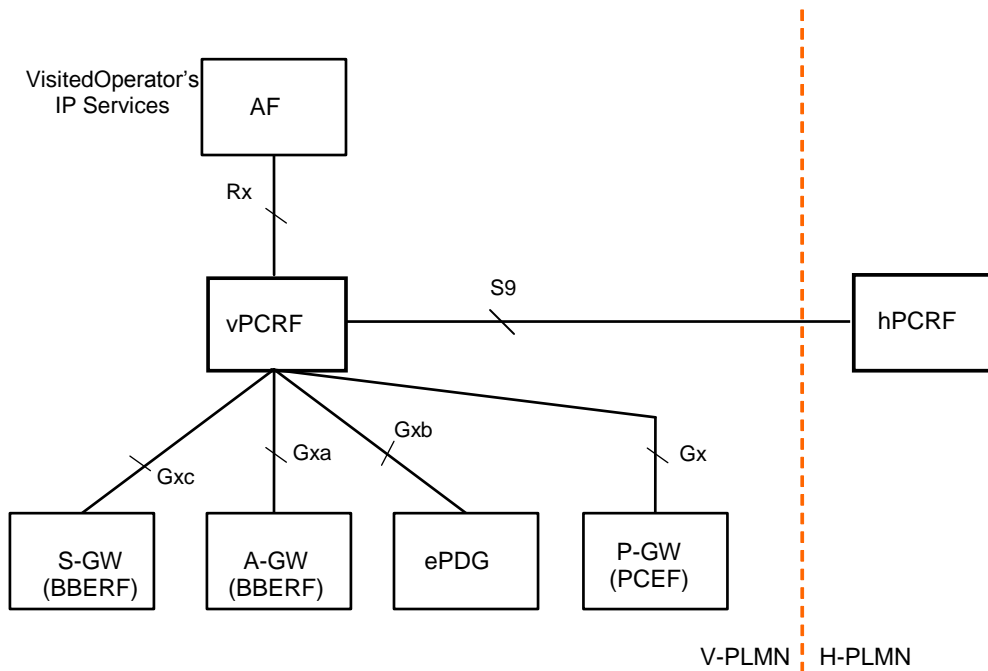 VisitedOperator's
IP Services
AF
Rx
S9
vPCRF
hPCRF
Gxc
Gxa
Gxb
Gx
S-GW
(BBERF)
A-GW
(BBERF)
ePDG
P-GW
(PCEF)
V-PLMN
H-PLMN